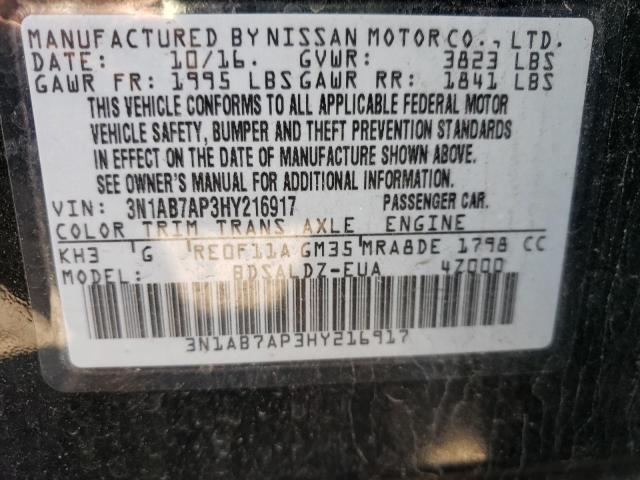 MANUFACTURED BY NISSAN MOTOR CO., LTD.
DATE: 10/16. GVWR: 3823 LBS
GAWR FR: 1995 LBS GAWR RR: 1841 LBS
THIS VEHICLE CONFORMS TO ALL APPLICABLE FEDERAL MOTOR
VEHICLE SAFETY, BUMPER AND THEFT PREVENTION STANDARDS
IN EFFECT ON THE DATE OF MANUFACTURE SHOWN ABOVE.
SEE OWNER'S MANUAL FOR ADDITIONAL INFORMATION.
VIN: 3N1AB7AP3HY216917 PASSENGER CAR.
COLOR TRIM TRANS AXLE ENGINE
KH3 G RE0F11A GM35 MRA8DE 1798 CC
MODEL: BDSALDZ-EUA 4Z000
3N1AB7AP3HY216917